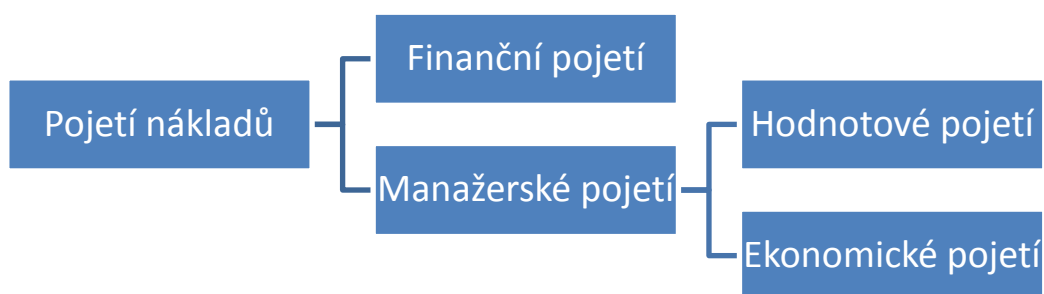 Pojetí nákladů
Finanční pojetí
Manažerské pojetí
Hodnotové pojetí
Ekonomické pojetí